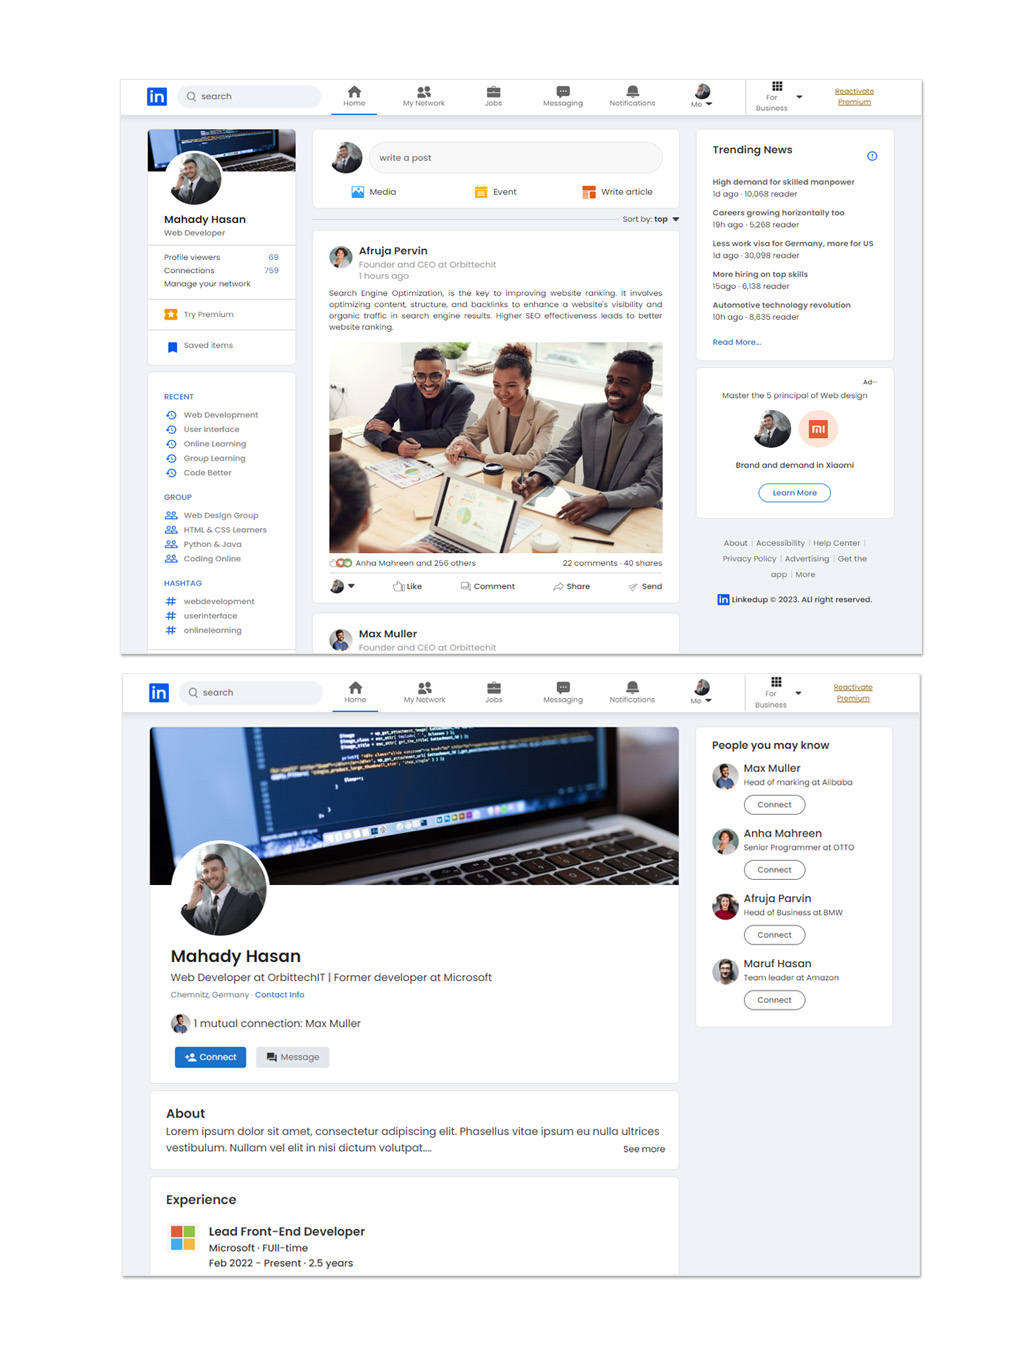 in
search
Home
My Network
Jobs
Messaging
Notifications
Me
For
Business
Reactivate
Premium
Mahady Hasan
Web Developer
Profile viewers 69
Connections 759
Manage your network
Try Premium
Saved items
RECENT
Web Development
User Interface
Online Learning
Group Learning
Code Better
GROUP
Web Design Group
HTML & CSS Learners
Python & Java
Coding Online
HASHTAG
webdevelopment
userinterface
onlinelearning
write a post
Media
Event
Write article
Sort by: top
Afruja Pervin
Founder and CEO at Orbittechit
1 hours ago
Search Engine Optimization, is the key to improving website ranking. It involves
optimizing content, structure, and backlinks to enhance a website's visibility and
organic traffic in search engine results. Higher SEO effectiveness leads to better
website ranking.
Anha Mahreen and 256 others
22 comments · 40 shares
Like
Comment
Share
Send
Max Muller
Founder and CEO at Orbittechit
Trending News
High demand for skilled manpower
1d ago · 10,068 reader
Careers growing horizontally too
19h ago · 5,268 reader
Less work visa for Germany, more for US
1d ago · 30,098 reader
More hiring on top skills
15ago · 6,138 reader
Automotive technology revolution
10h ago · 8,635 reader
Read More...
Ad
Master the 5 principal of Web design
mi
Brand and demand in Xiaomi
Learn More
About | Accessibility | Help Center |
Privacy Policy | Advertising | Get the
app | More
in Linkedup © 2023. ALl right reserved.
in
search
Home
My Network
Jobs
Messaging
Notifications
Me
For
Business
Reactivate
Premium
Mahady Hasan
Web Developer at OrbittechIT | Former developer at Microsoft
Chemnitz, Germany · Contact Info
1 mutual connection: Max Muller
Connect
Message
About
Lorem ipsum dolor sit amet, consectetur adipiscing elit. Phasellus vitae ipsum eu nulla ultrices
vestibulum. Nullam vel elit in nisi dictum volutpat....
See more
Experience
Lead Front-End Developer
Microsoft · FUll-time
Feb 2022 - Present · 2.5 years
People you may know
Max Muller
Head of marking at Alibaba
Connect
Anha Mahreen
Senior Programmer at OTTO
Connect
Afruja Parvin
Head of Business at BMW
Connect
Maruf Hasan
Team leader at Amazon
Connect